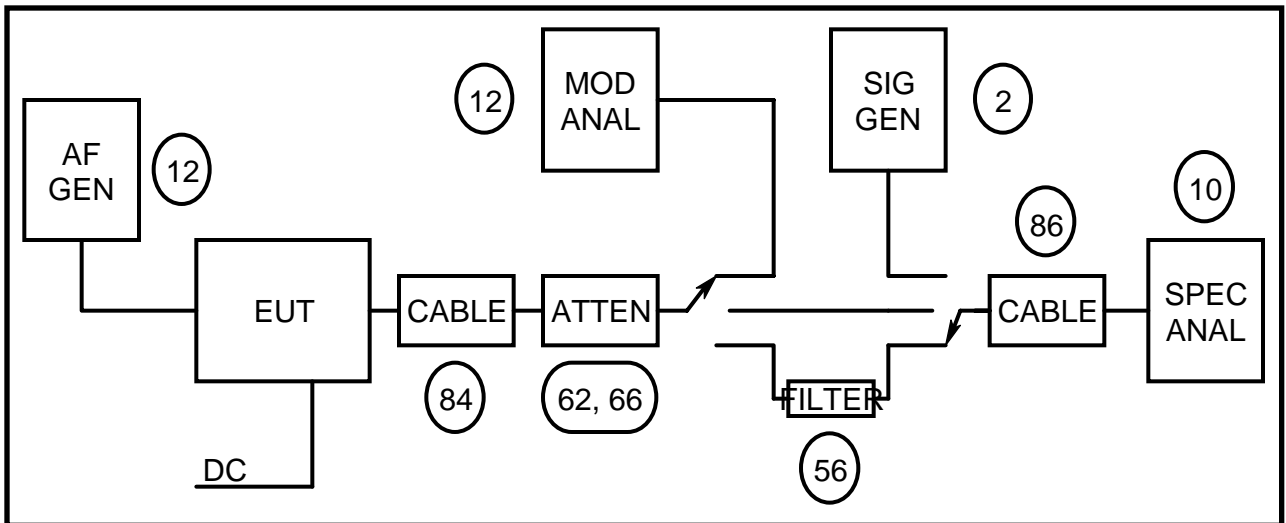 MOD
ANAL
12
SIG
GEN
2
AF
GEN
12
86
10
EUT
CABLE
ATTEN
CABLE
SPEC
ANAL
84
62, 66
FILTER
56
DC